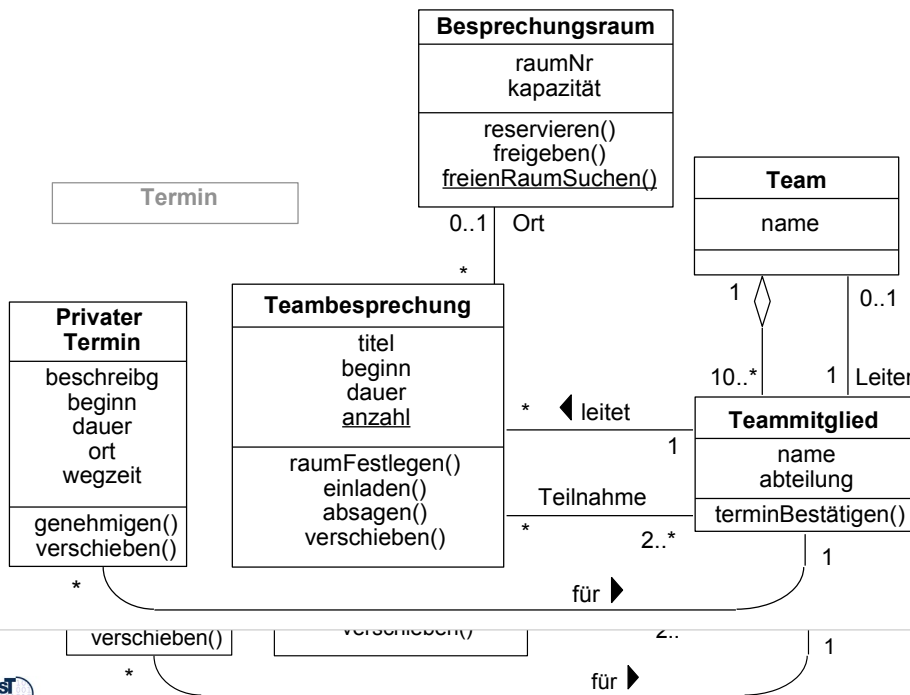 Besprechungsraum
raumNr
kapazität
reservieren()
freigeben()
freienRaumSuchen()
Termin
Team
name
0..1 Ort
*
1
0..1
Privater
Termin
beschreibg
beginn
dauer
ort
wegzeit
genehmigen()
verschieben()
Teambesprechung
titel
beginn
dauer
anzahl
raumFestlegen()
einladen()
absagen()
verschieben()
10..*
1 Leiter
* leitet
1
Teilnahme
*
2..*
Teammitglied
name
abteilung
terminBestätigen()
*
für
1
verschieben()
verschieben()
2..
1
*
für